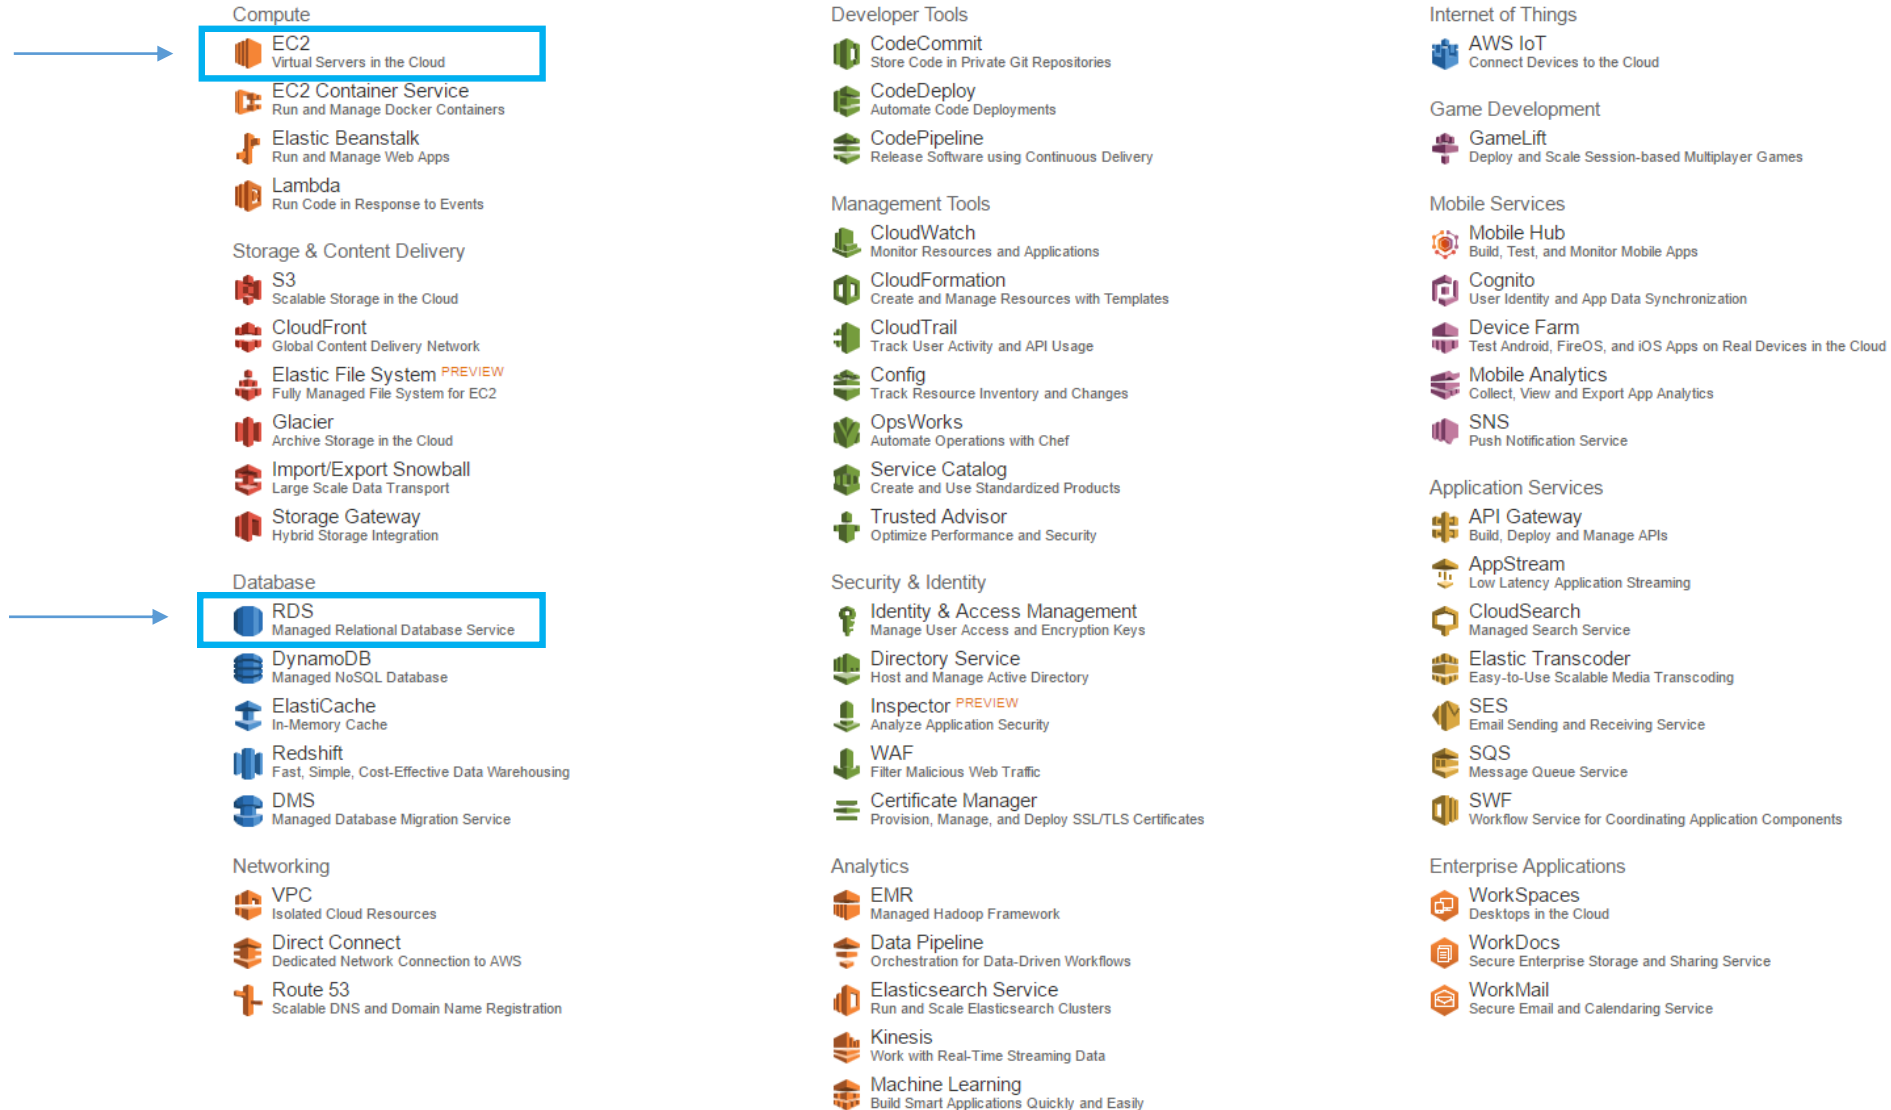 Compute
EC2
Virtual Servers in the Cloud
EC2 Container Service
Run and Manage Docker Containers
Elastic Beanstalk
Run and Manage Web Apps
Lambda
Run Code in Response to Events
Storage & Content Delivery
S3
Scalable Storage in the Cloud
CloudFront
Global Content Delivery Network
Elastic File System PREVIEW
Fully Managed File System for EC2
Glacier
Archive Storage in the Cloud
Import/Export Snowball
Large Scale Data Transport
Storage Gateway
Hybrid Storage Integration
Database
RDS
Managed Relational Database Service
DynamoDB
Managed NoSQL Database
ElastiCache
In-Memory Cache
Redshift
Fast, Simple, Cost-Effective Data Warehousing
DMS
Managed Database Migration Service
Networking
VPC
Isolated Cloud Resources
Direct Connect
Dedicated Network Connection to AWS
Route 53
Scalable DNS and Domain Name Registration
Developer Tools
CodeCommit
Store Code in Private Git Repositories
CodeDeploy
Automate Code Deployments
CodePipeline
Release Software using Continuous Delivery
Management Tools
CloudWatch
Monitor Resources and Applications
CloudFormation
Create and Manage Resources with Templates
CloudTrail
Track User Activity and API Usage
Config
Track Resource Inventory and Changes
OpsWorks
Automate Operations with Chef
Service Catalog
Create and Use Standardized Products
Trusted Advisor
Optimize Performance and Security
Security & Identity
Identity & Access Management
Manage User Access and Encryption Keys
Directory Service
Host and Manage Active Directory
Inspector PREVIEW
Analyze Application Security
WAF
Filter Malicious Web Traffic
Certificate Manager
Provision, Manage, and Deploy SSL/TLS Certificates
Analytics
EMR
Managed Hadoop Framework
Data Pipeline
Orchestration for Data-Driven Workflows
Elasticsearch Service
Run and Scale Elasticsearch Clusters
Kinesis
Work with Real-Time Streaming Data
Machine Learning
Build Smart Applications Quickly and Easily
Internet of Things
AWS IoT
Connect Devices to the Cloud
Game Development
GameLift
Deploy and Scale Session-based Multiplayer Games
Mobile Services
Mobile Hub
Build, Test, and Monitor Mobile Apps
Cognito
User Identity and App Data Synchronization
Device Farm
Test Android, FireOS, and iOS Apps on Real Devices in the Cloud
Mobile Analytics
Collect, View and Export App Analytics
SNS
Push Notification Service
Application Services
API Gateway
Build, Deploy and Manage APIs
AppStream
Low Latency Application Streaming
CloudSearch
Managed Search Service
Elastic Transcoder
Easy-to-Use Scalable Media Transcoding
SES
Email Sending and Receiving Service
SQS
Message Queue Service
SWF
Workflow Service for Coordinating Application Components
Enterprise Applications
WorkSpaces
Desktops in the Cloud
WorkDocs
Secure Enterprise Storage and Sharing Service
WorkMail
Secure Email and Calendaring Service